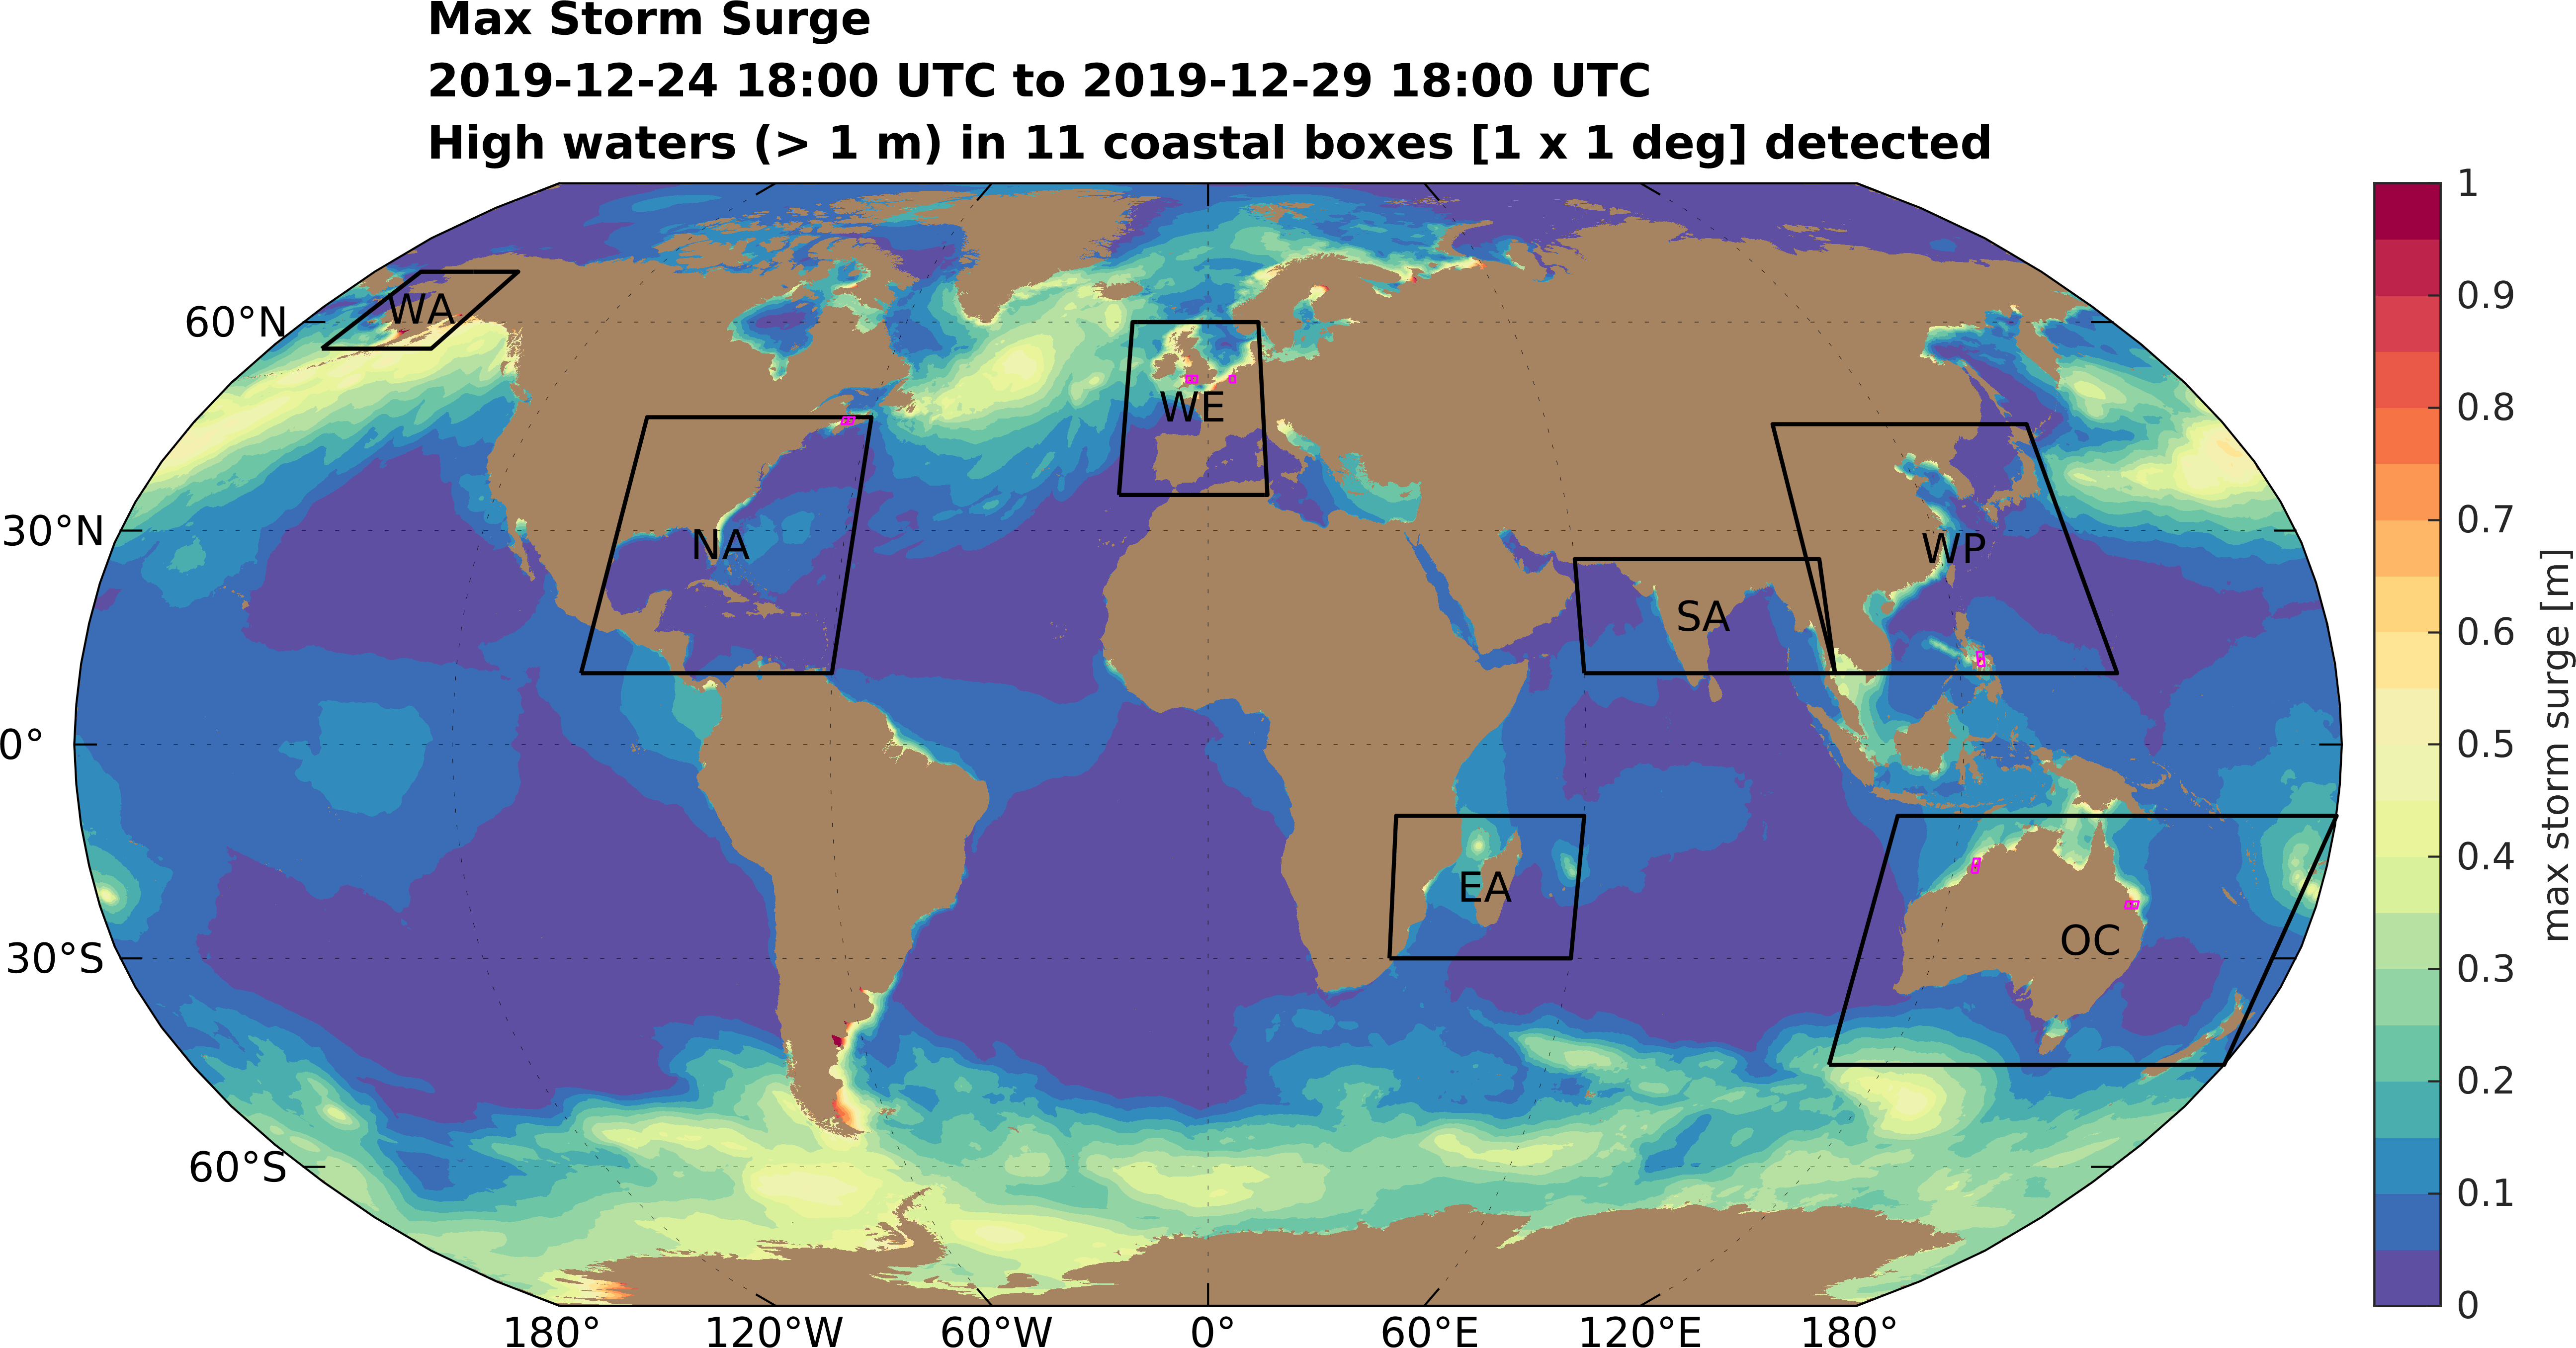 Max Storm Surge
2019-12-24 18:00 UTC to 2019-12-29 18:00 UTC
High waters (> 1 m) in 11 coastal boxes [1 x 1 deg] detected
60°N
30°N
0°
30°S
60°S
WA
NA
WE
SA
WP
EA
OC
180°
120°W
60°W
0°
60°E
120°E
180°
1
0.9
0.8
0.7
0.6
0.5
0.4
0.3
0.2
0.1
0
max storm surge [m]